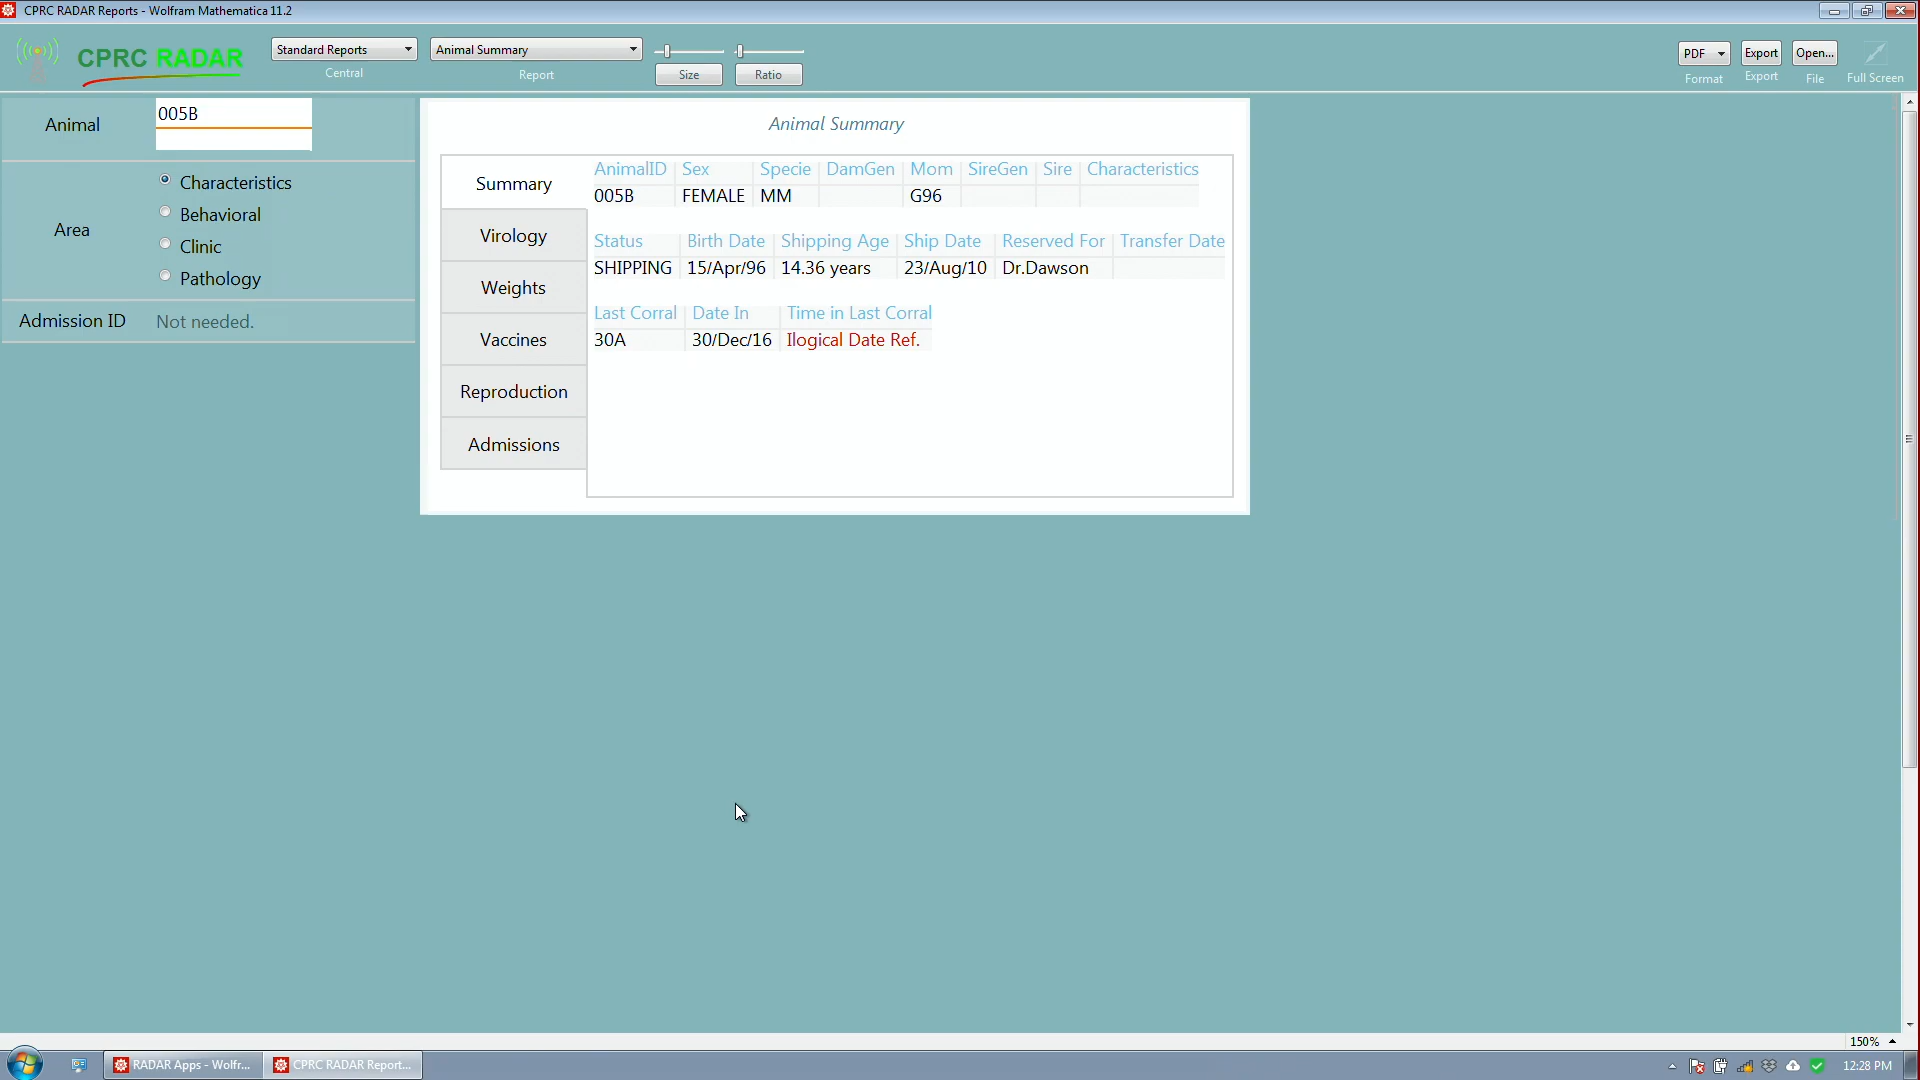 CPRC RADAR Reports - Wolfram Mathematica 11.2
CPRC RADAR
Standard Reports
Central
Animal Summary
Report
Size
Ratio
PDF
Format
Export
Export
Open...
File
Full Screen
Animal
005B
Area
Characteristics
Behavioral
Clinic
Pathology
Admission ID
Not needed.
Animal Summary
Summary
Virology
Weights
Vaccines
Reproduction
Admissions
AnimalID Sex Specie DamGen Mom SireGen Sire Characteristics
005B FEMALE MM G96
Status Birth Date Shipping Age Ship Date Reserved For Transfer Date
SHIPPING 15/Apr/96 14.36 years 23/Aug/10 Dr.Dawson
Last Corral Date In Time in Last Corral
30A 30/Dec/16 Ilogical Date Ref.
150%
RADAR Apps - Wolfr...
CPRC RADAR Report...
12:28 PM